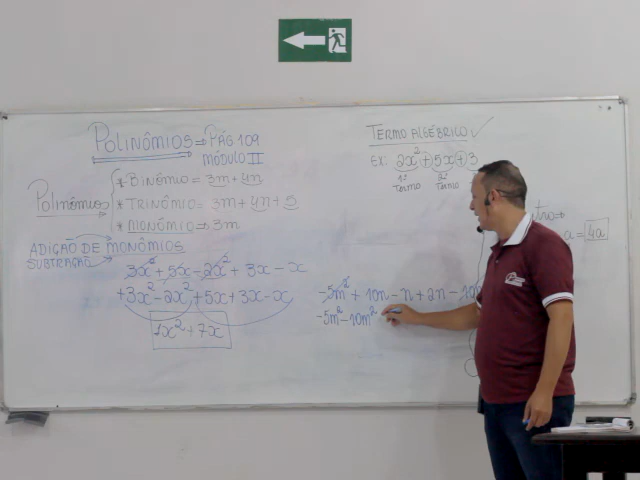 POLINÔMIOS ⇒ PÁG 109
MÓDULO II
Polinômios
* BINÔMIO = 3m + 4n
* TRINÔMIO = 3m + 4n + 5
* MONÔMIO ⇒ 3m
ADIÇÃO DE MONÔMIOS
SUBTRAÇÃO
3x² + 5x - 2x² + 3x - x
+3x² - 2x² + 5x + 3x - x
1x² + 7x
TERMO ALGÉBRICO ✓
EX: 2x² + 5x + 3
1º Termo
2º Termo
a = 4a
-5m² + 10n - n + 2n - 10
-5m² - 10m²